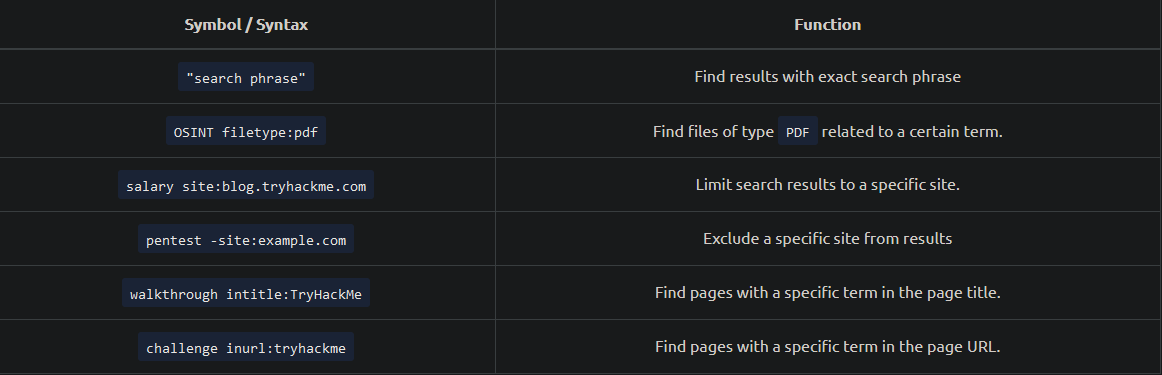 Symbol / Syntax Function
"search phrase" Find results with exact search phrase
OSINT filetype:pdf Find files of type PDF related to a certain term.
salary site:blog.tryhackme.com Limit search results to a specific site.
pentest -site:example.com Exclude a specific site from results
walkthrough intitle:TryHackMe Find pages with a specific term in the page title.
challenge inurl:tryhackme Find pages with a specific term in the page URL.